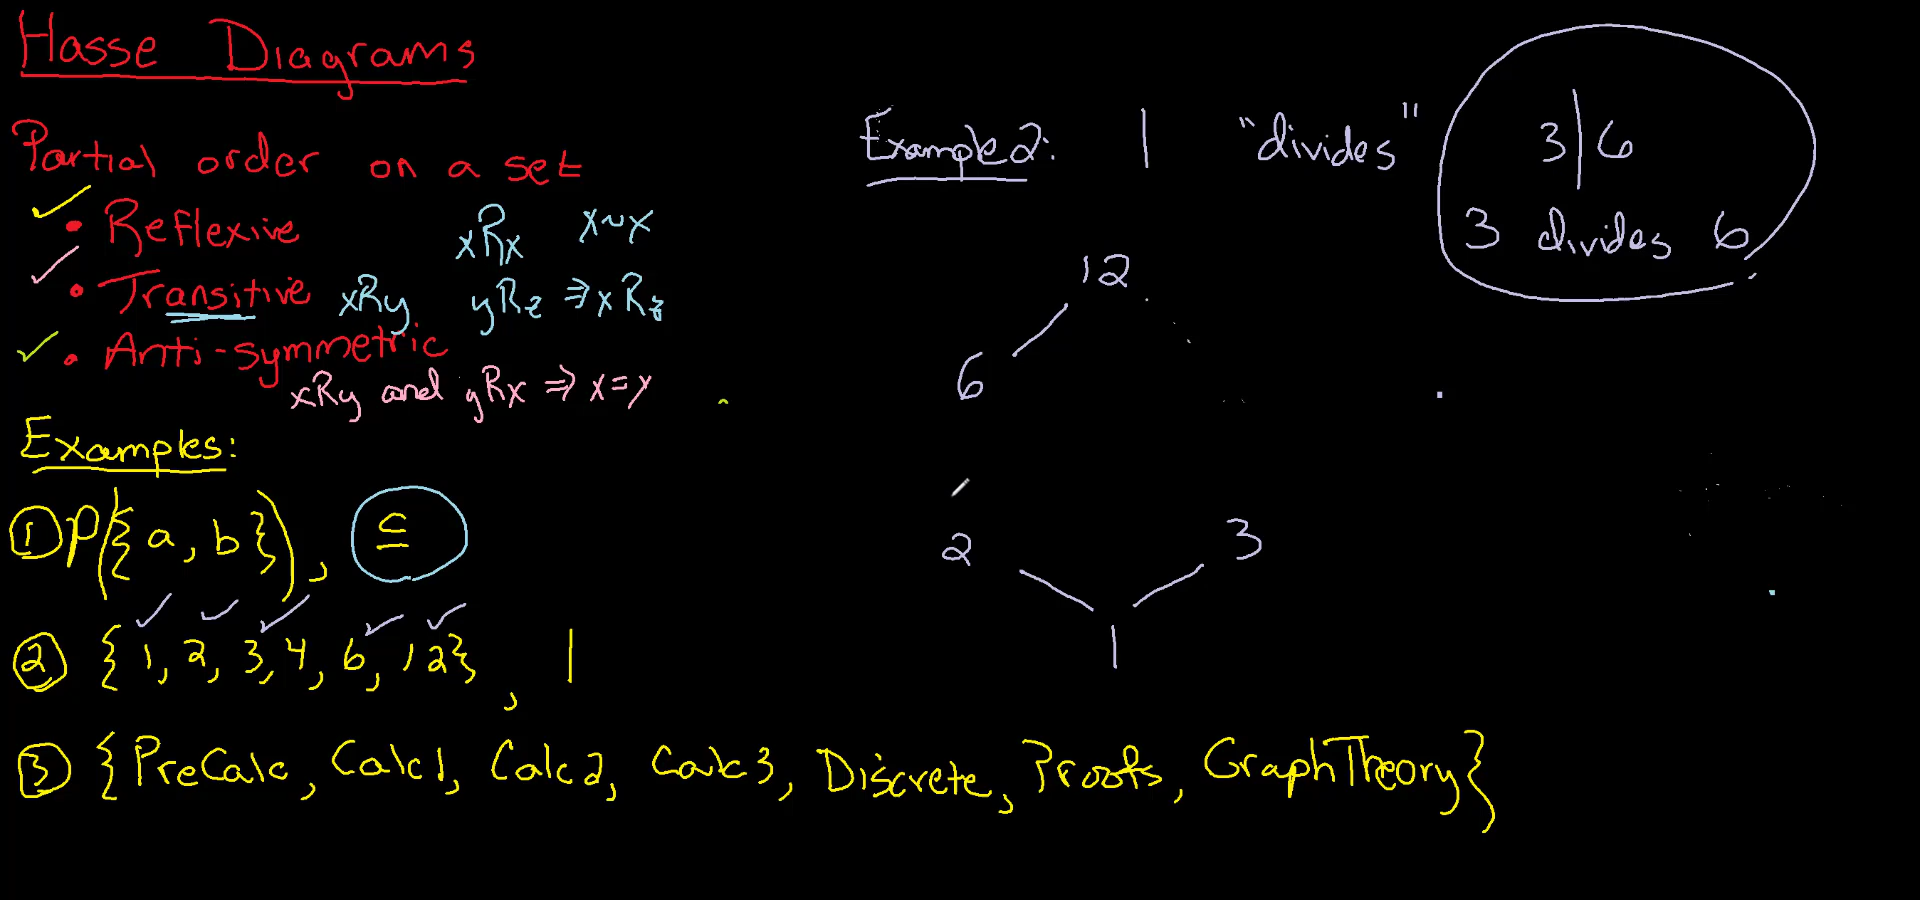 Hasse Diagrams
Partial order on a set
• Reflexive xRx x~x
• Transitive xRy yRz ⇒ xRz
• Anti-symmetric
xRy and yRx ⇒ x=y
Examples:
① P({a, b}), ⊆
② {1, 2, 3, 4, 6, 12}, |
③ {PreCalc, Calc1, Calc2, Calc3, Discrete, Proofs, GraphTheory}
Example 2: | "divides"
3|6
3 divides 6
12
6
2 3
1